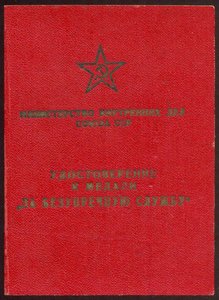 МИНИСТЕРСТВО ВНУТРЕННИХ ДЕЛ
СОЮЗА ССР
УДОСТОВЕРЕНИЕ
К МЕДАЛИ
„ЗА БЕЗУПРЕЧНУЮ СЛУЖБУ“